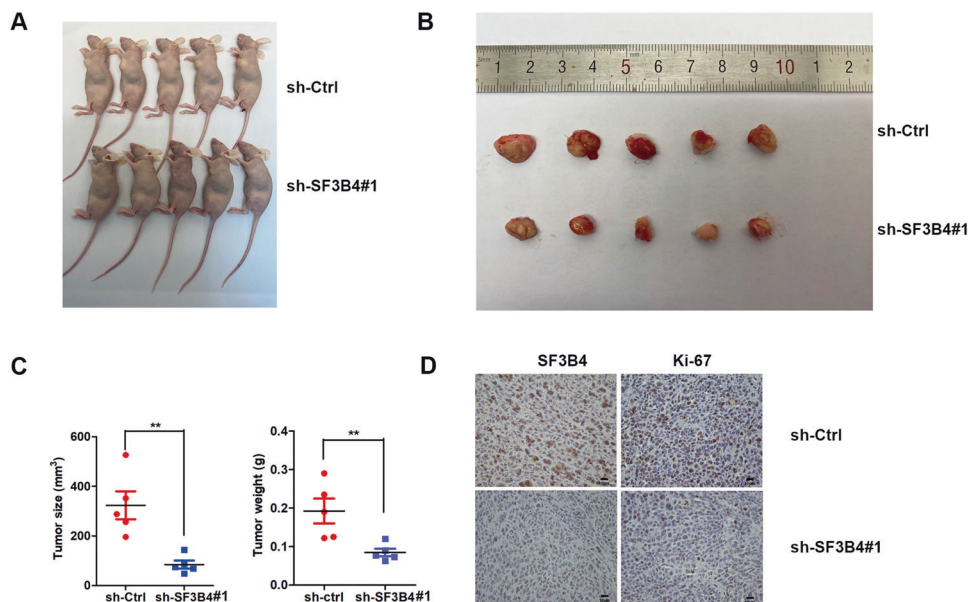 A
sh-Ctrl
sh-SF3B4#1
B
1 2 3 4 5 6 7 8 9 10 1 2
sh-Ctrl
sh-SF3B4#1
C
Tumor size (mm³)
600
400
200
0
**
sh-Ctrl sh-SF3B4#1
Tumor weight (g)
0.4
0.3
0.2
0.1
0.0
**
sh-ctrl sh-SF3B4#1
D
SF3B4 Ki-67
sh-Ctrl
sh-SF3B4#1